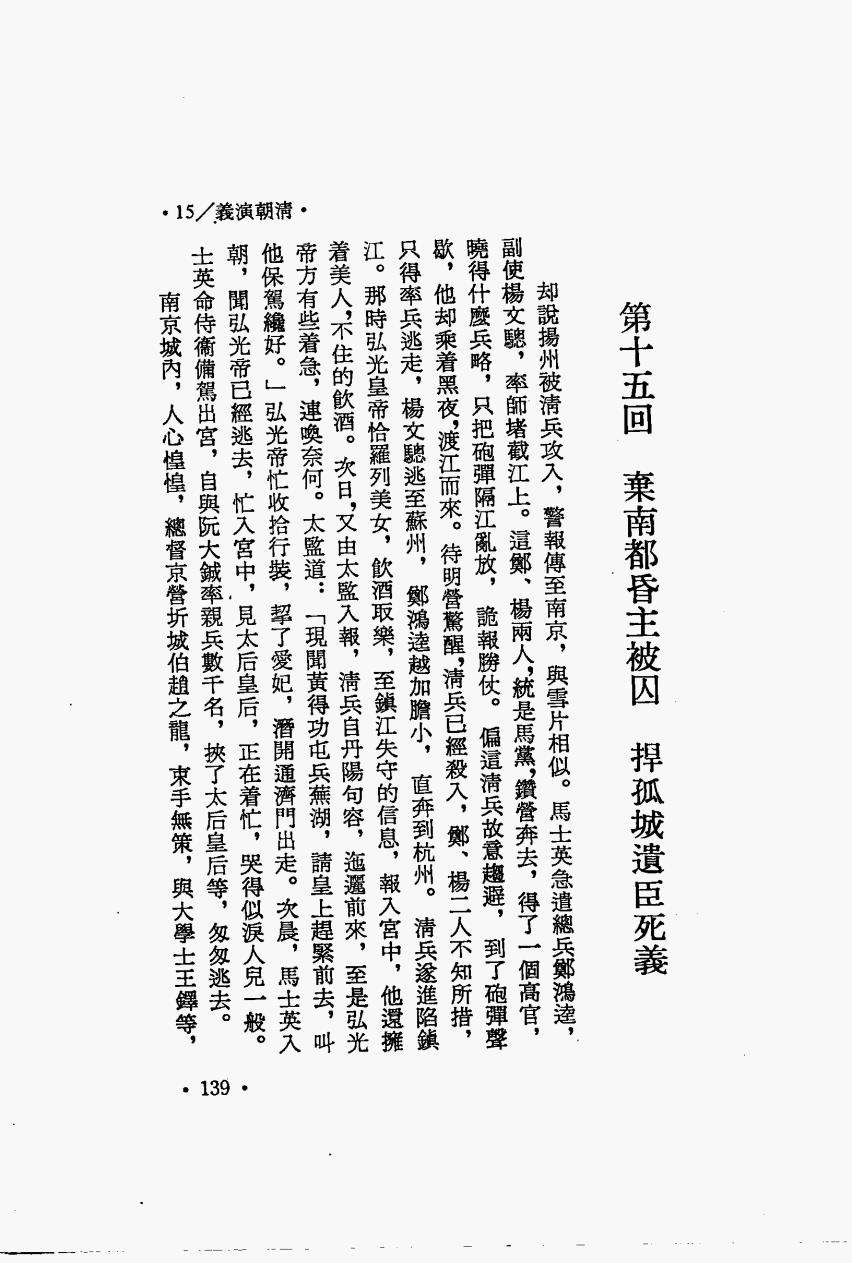 ·15╱義演朝清·
第十五回　棄南都昏主被囚　捍孤城遺臣死義
却說揚州被清兵攻入，警報傳至南京，與雪片相似。馬士英急遣總兵鄭鴻逵，
副使楊文驄，率師堵截江上。這鄭、楊兩人，統是馬黨，鑽營奔去，得了一個高官，
曉得什麼兵略，只把砲彈隔江亂放，詭報勝仗。偏這清兵故意趨避，到了砲彈聲
歇，他却乘着黑夜，渡江而來。待明營驚醒，清兵已經殺入，鄭、楊二人不知所措，
只得率兵逃走，楊文驄逃至蘇州，鄭鴻逵越加膽小，直奔到杭州。清兵遂進陷鎮
江。那時弘光皇帝恰羅列美女，飲酒取樂，至鎮江失守的信息，報入宮中，他還擁
着美人，不住的飲酒。次日，又由太監入報，清兵自丹陽句容，迤邐前來，至是弘光
帝方有些着急，連喚奈何。太監道：「現聞黃得功屯兵蕪湖，請皇上趕緊前去，叫
他保駕纔好。」弘光帝忙收拾行裝，挈了愛妃，潛開通濟門出走。次晨，馬士英入
朝，聞弘光帝已經逃去，忙入宮中，見太后皇后，正在着忙，哭得似淚人兒一般。
士英命侍衞備駕出宮，自與阮大鋮率親兵數千名，挾了太后皇后等，匆匆逃去。
南京城內，人心惶惶，總督京營圻城伯趙之龍，束手無策，與大學士王鐸等，
·139·